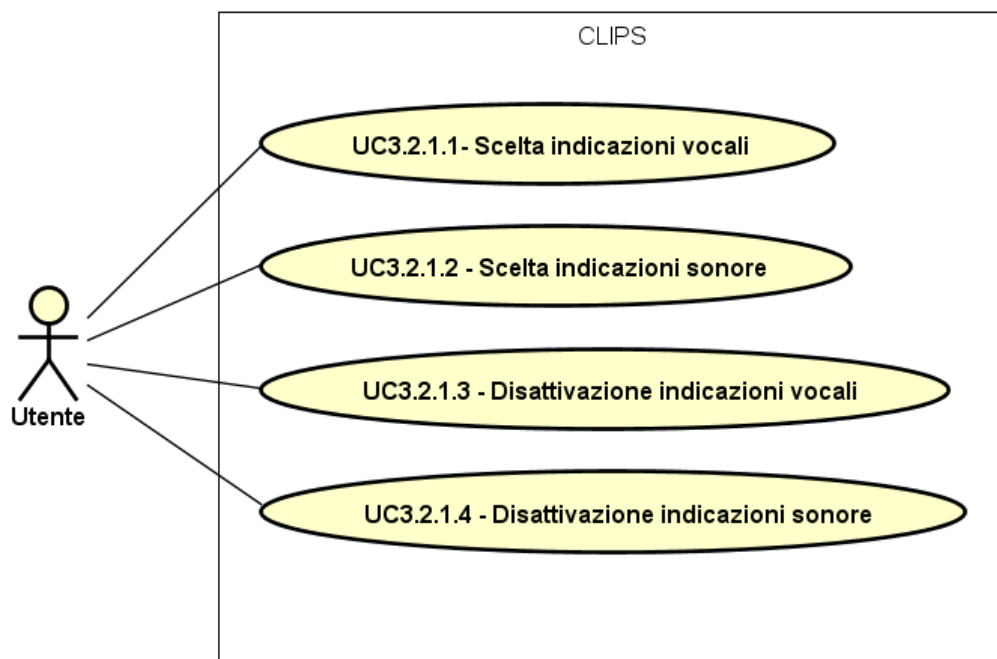 CLIPS
UC3.2.1.1- Scelta indicazioni vocali
UC3.2.1.2 - Scelta indicazioni sonore
UC3.2.1.3 - Disattivazione indicazioni vocali
Utente
UC3.2.1.4 - Disattivazione indicazioni sonore